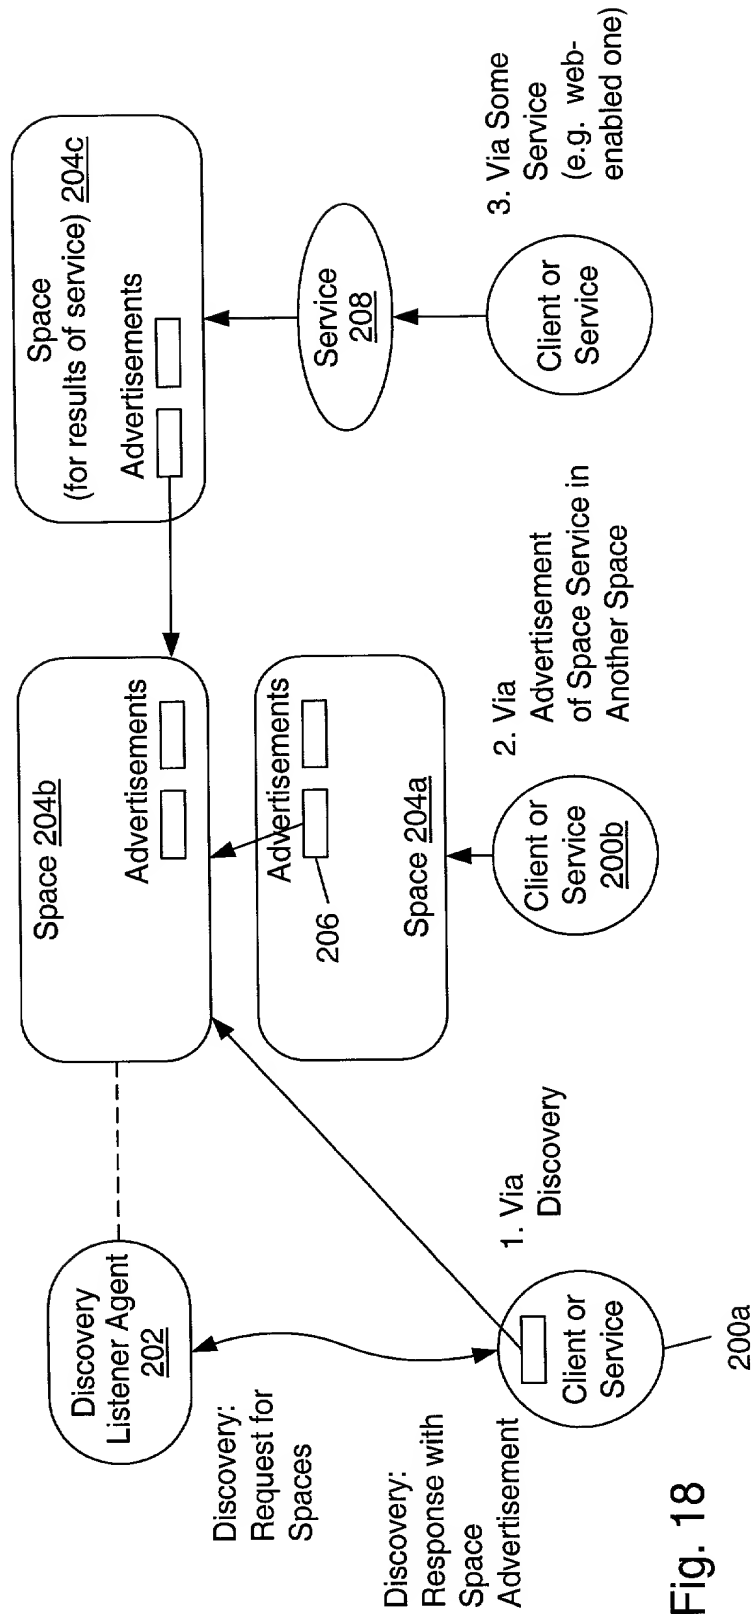 Discovery
Listener Agent
202
Discovery:
Request for
Spaces
Discovery:
Response with
Space
Advertisement
Client or
Service
200a
1. Via
Discovery
Space 204b
Advertisements
Advertisements
206
Space 204a
Client or
Service
200b
2. Via
Advertisement
of Space Service in
Another Space
Space
(for results of service) 204c
Advertisements
Service
208
Client or
Service
3. Via Some
Service
(e.g. web-
enabled one)
Fig. 18